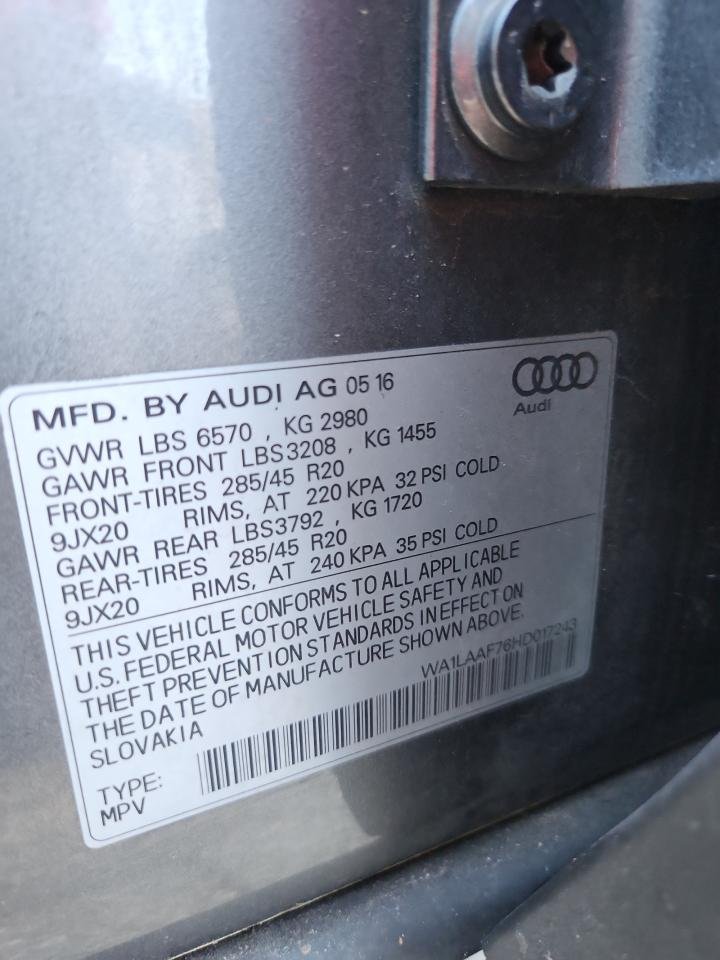 MFD. BY AUDI AG 05 16
Audi
GVWR LBS 6570 , KG 2980
GAWR FRONT LBS3208 , KG 1455
FRONT-TIRES 285/45 R20
9JX20 RIMS, AT 220 KPA 32 PSI COLD
GAWR REAR LBS3792 , KG 1720
REAR-TIRES 285/45 R20
9JX20 RIMS, AT 240 KPA 35 PSI COLD
THIS VEHICLE CONFORMS TO ALL APPLICABLE
U.S. FEDERAL MOTOR VEHICLE SAFETY AND
THEFT PREVENTION STANDARDS IN EFFECT ON
THE DATE OF MANUFACTURE SHOWN ABOVE.
SLOVAKIA
WA1LAAF76HD017243
TYPE:
MPV